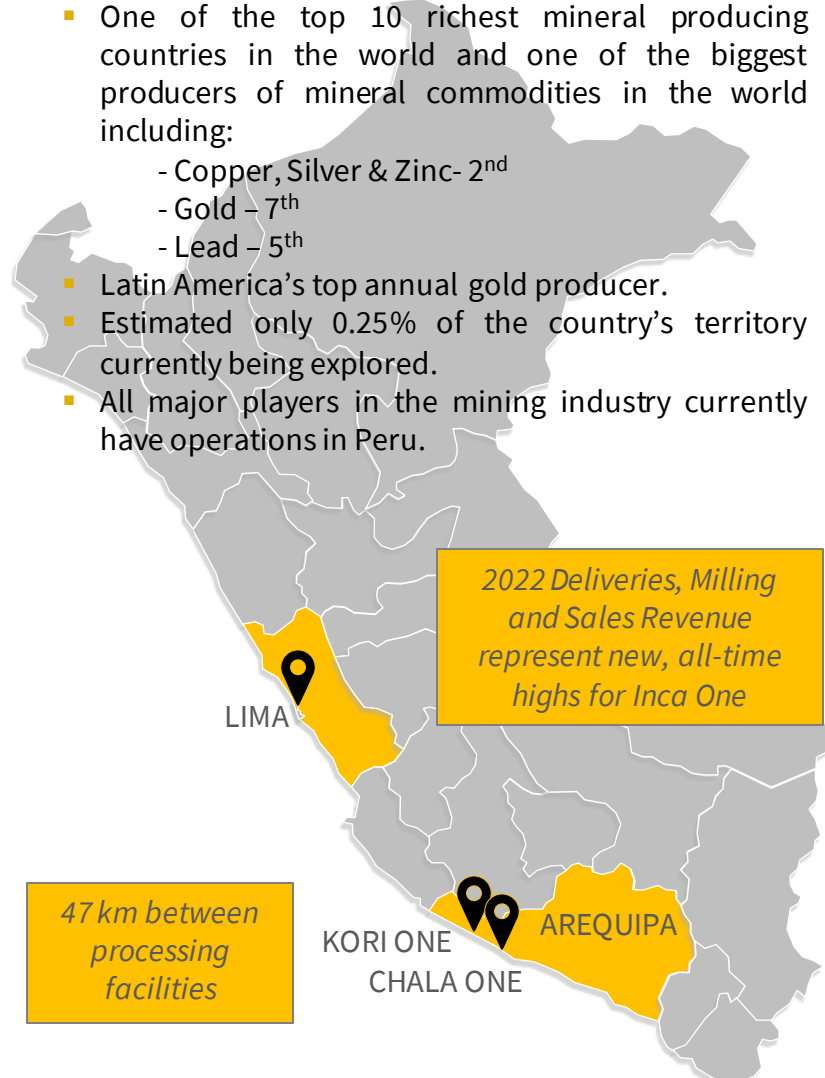 ▪ One of the top 10 richest mineral producing
countries in the world and one of the biggest
producers of mineral commodities in the world
including:
- Copper, Silver & Zinc- 2nd
- Gold – 7th
- Lead – 5th
▪ Latin America’s top annual gold producer.
▪ Estimated only 0.25% of the country’s territory
currently being explored.
▪ All major players in the mining industry currently
have operations in Peru.
2022 Deliveries, Milling
and Sales Revenue
represent new, all-time
highs for Inca One
LIMA
47 km between
processing
facilities
AREQUIPA
KORI ONE
CHALA ONE